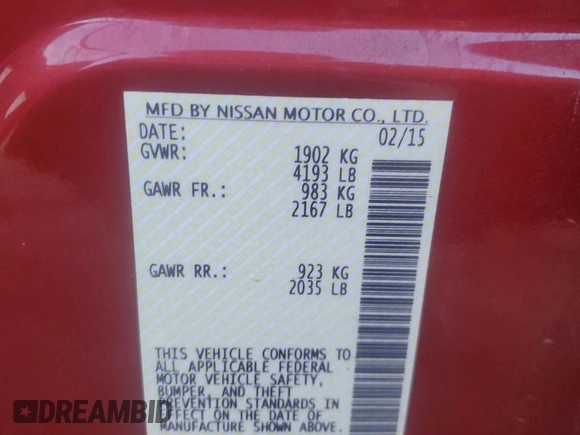 MFD BY NISSAN MOTOR CO., LTD.
DATE: 02/15
GVWR: 1902 KG
4193 LB
GAWR FR.: 983 KG
2167 LB
GAWR RR.: 923 KG
2035 LB
THIS VEHICLE CONFORMS TO
ALL APPLICABLE FEDERAL
MOTOR VEHICLE SAFETY,
BUMPER, AND THEFT
PREVENTION STANDARDS IN
EFFECT ON THE DATE OF
MANUFACTURE SHOWN ABOVE.
DREAMBID